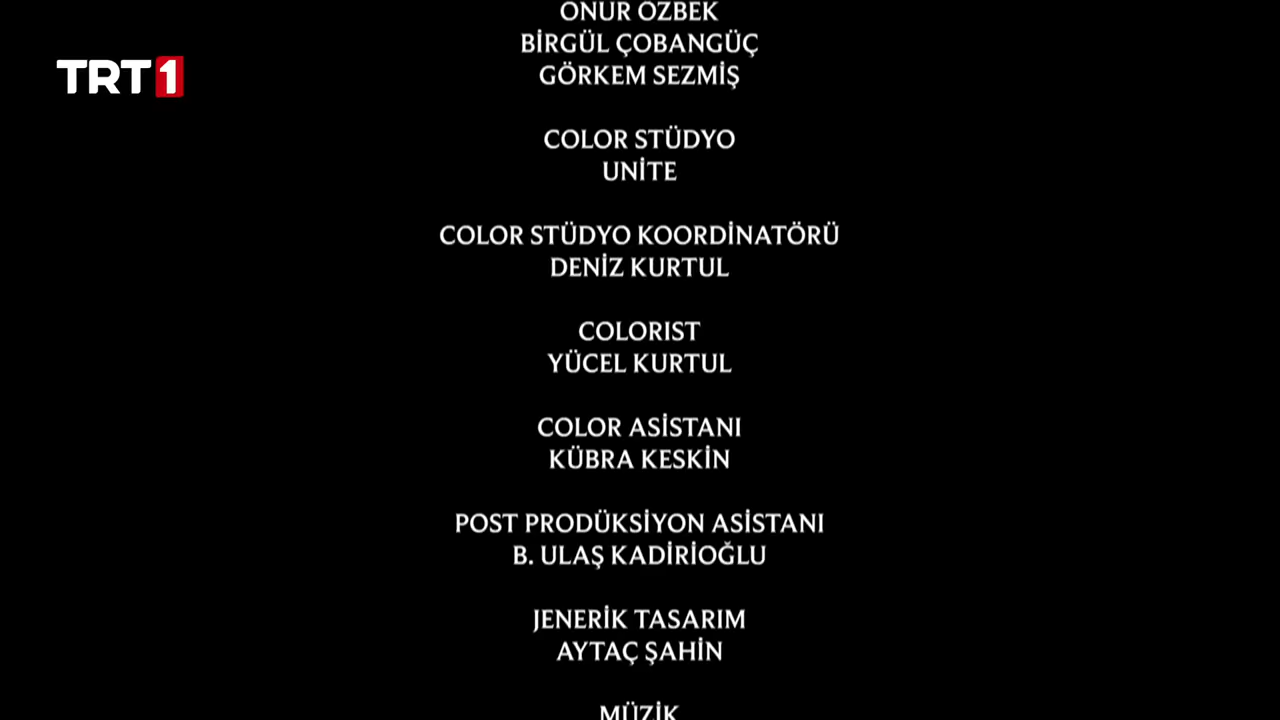 ONUR ÖZBEK
BİRGÜL ÇOBANGÜÇ
GÖRKEM SEZMİŞ
TRT 1
COLOR STÜDYO
UNİTE
COLOR STÜDYO KOORDİNATÖRÜ
DENİZ KURTUL
COLORIST
YÜCEL KURTUL
COLOR ASİSTANI
KÜBRA KESKİN
POST PRODÜKSİYON ASİSTANI
B. ULAŞ KADİRİOĞLU
JENERİK TASARIM
AYTAÇ ŞAHİN
MÜZİK